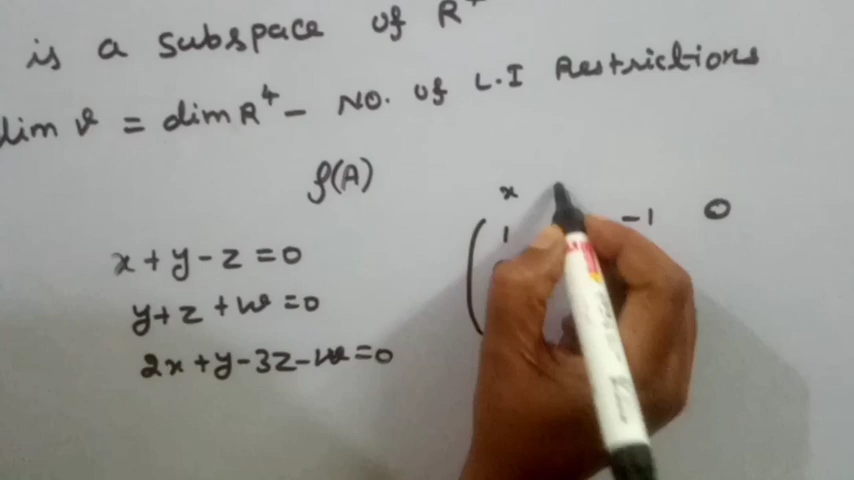 is a subspace of R
dim V = dim R⁴ - No. of L.I Restrictions
ρ(A)
x + y - z = 0
y + z + w = 0
2x + y - 3z - w = 0
x
1 -1 0